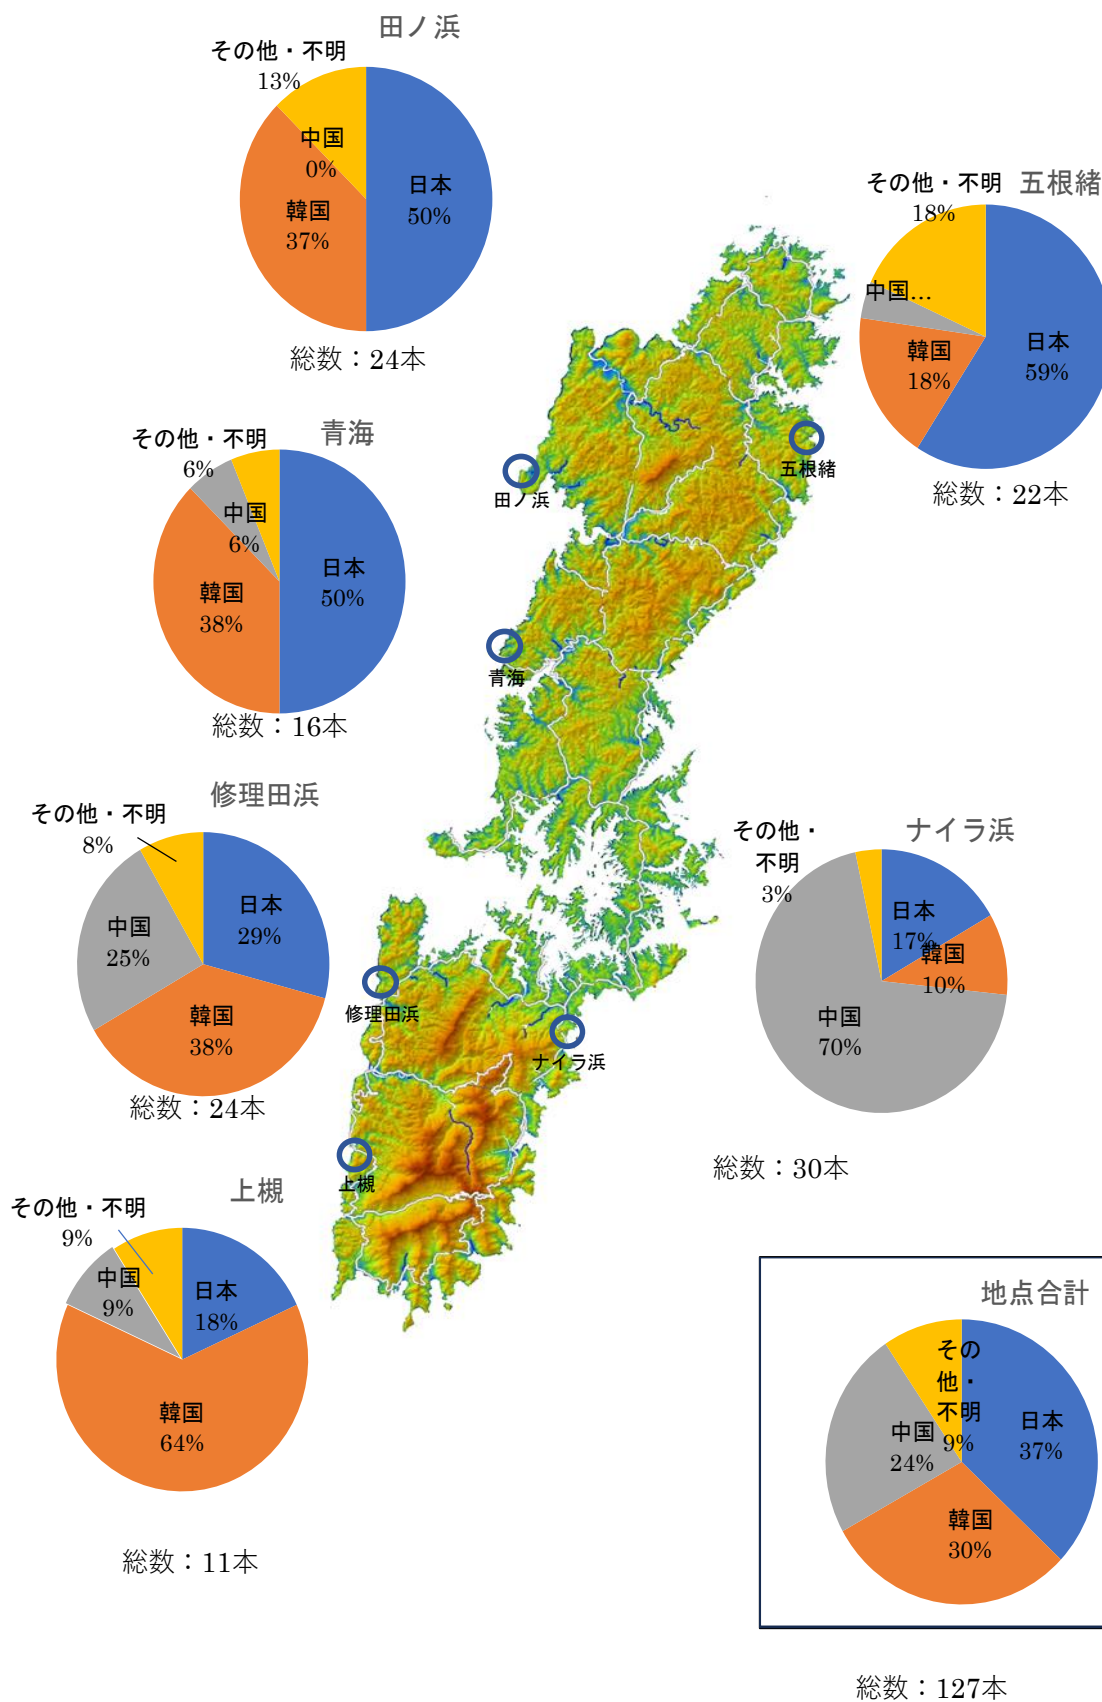 田ノ浜
その他・不明
13%
中国
0%
日本
50%
韓国
37%
総数：24本
五根緒
その他・不明
18%
中国...
韓国
18%
日本
59%
総数：22本
青海
その他・不明
6%
中国
6%
日本
50%
韓国
38%
総数：16本
田ノ浜
五根緒
青海
修理田浜
その他・不明
8%
日本
29%
中国
25%
韓国
38%
総数：24本
ナイラ浜
その他・
不明
3%
日本
17%
韓国
10%
中国
70%
総数：30本
修理田浜
ナイラ浜
上槻
上槻
その他・不明
9%
中国
9%
日本
18%
韓国
64%
総数：11本
地点合計
その
他・
不明
9%
日本
37%
中国
24%
韓国
30%
総数：127本